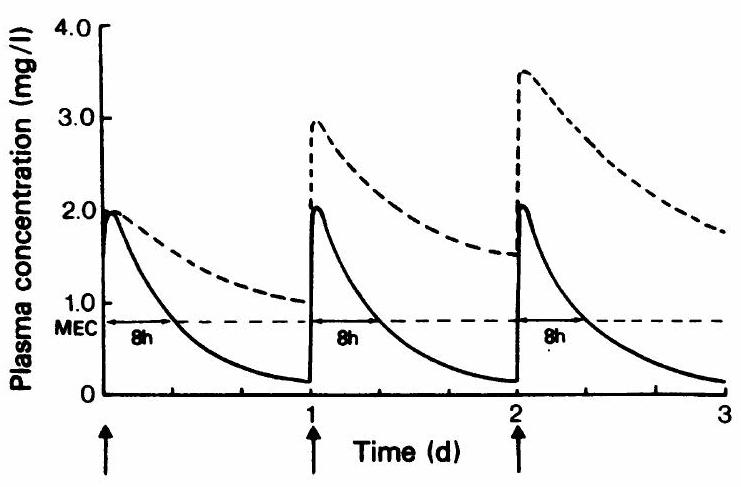 Plasma concentration (mg/l)
4.0
3.0
2.0
1.0
MEC
0
8h
8h
8h
1
2
3
Time (d)